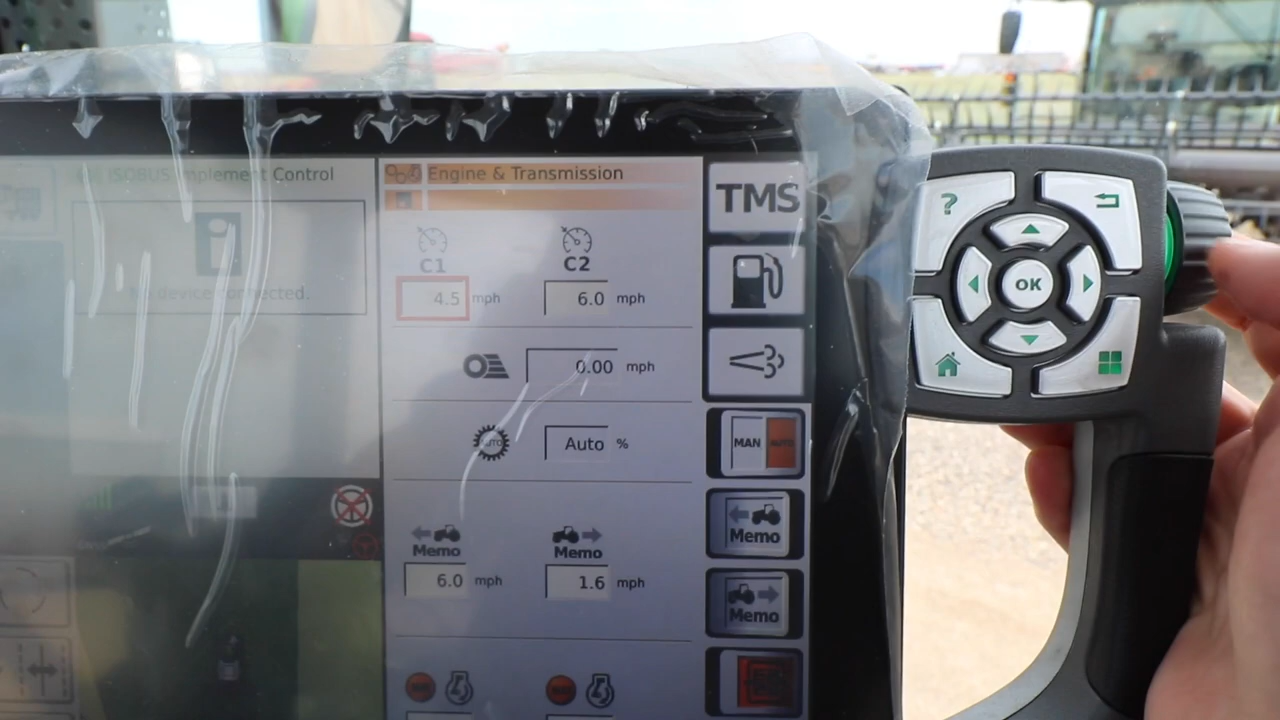 ISOBUS Implement Control
No device connected.
Engine & Transmission
C1
C2
4.5 mph
6.0 mph
0.00 mph
AUTO
Auto %
Memo
Memo
6.0 mph
1.6 mph
TMS
MAN AUTO
Memo
Memo
?
OK